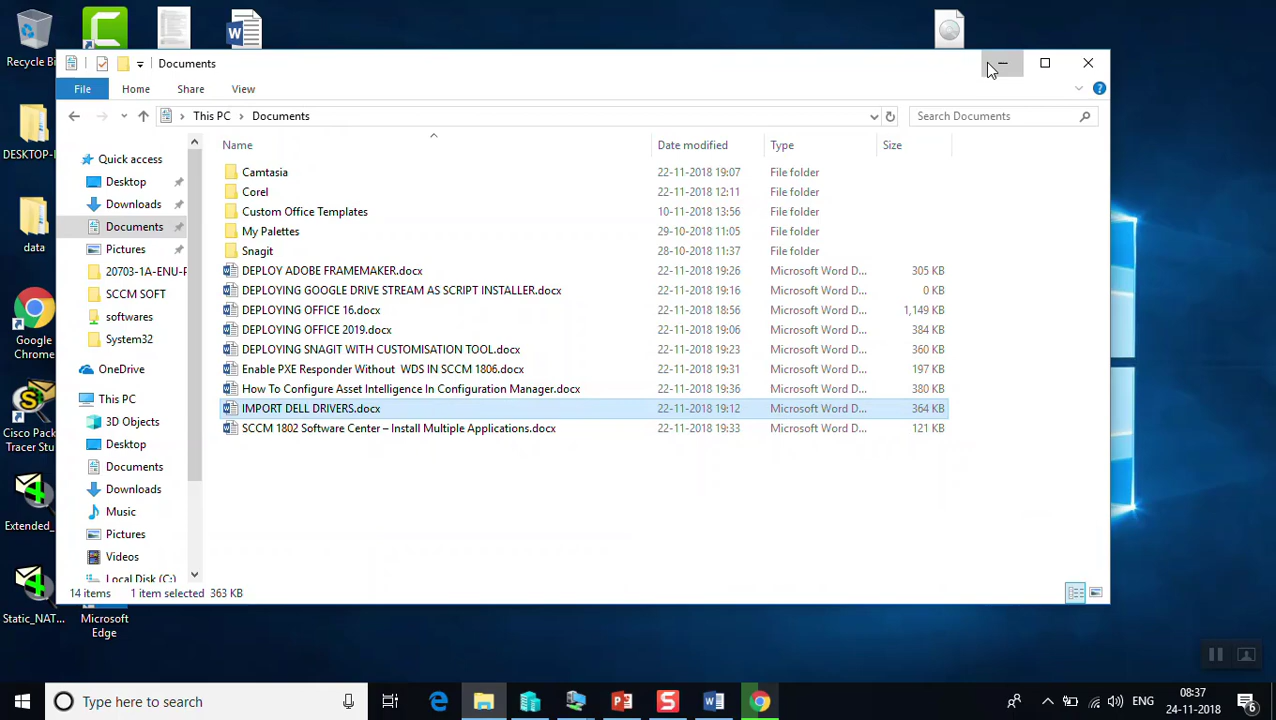 Recycle Bi
DESKTOP-I
data
Google
Chrome
Cisco Pack
Tracer Stu
Extended_
Static_NAT
Microsoft
Edge
Documents
File
Home
Share
View
This PC
Documents
Search Documents
Name
Date modified
Type
Size
Quick access
Desktop
Downloads
Documents
Pictures
20703-1A-ENU-P
SCCM SOFT
softwares
System32
OneDrive
This PC
3D Objects
Desktop
Documents
Downloads
Music
Pictures
Videos
Local Disk (C:)
Camtasia 22-11-2018 19:07 File folder
Corel 22-11-2018 12:11 File folder
Custom Office Templates 10-11-2018 13:56 File folder
My Palettes 29-10-2018 11:05 File folder
Snagit 28-10-2018 11:37 File folder
DEPLOY ADOBE FRAMEMAKER.docx 22-11-2018 19:26 Microsoft Word D... 305 KB
DEPLOYING GOOGLE DRIVE STREAM AS SCRIPT INSTALLER.docx 22-11-2018 19:16 Microsoft Word D... 0 KB
DEPLOYING OFFICE 16.docx 22-11-2018 18:56 Microsoft Word D... 1,149 KB
DEPLOYING OFFICE 2019.docx 22-11-2018 19:06 Microsoft Word D... 384 KB
DEPLOYING SNAGIT WITH CUSTOMISATION TOOL.docx 22-11-2018 19:23 Microsoft Word D... 360 KB
Enable PXE Responder Without  WDS IN SCCM 1806.docx 22-11-2018 19:31 Microsoft Word D... 197 KB
How To Configure Asset Intelligence In Configuration Manager.docx 22-11-2018 19:36 Microsoft Word D... 380 KB
IMPORT DELL DRIVERS.docx 22-11-2018 19:12 Microsoft Word D... 364 KB
SCCM 1802 Software Center – Install Multiple Applications.docx 22-11-2018 19:33 Microsoft Word D... 121 KB
14 items 1 item selected 363 KB
Type here to search
ENG
08:37
24-11-2018
6